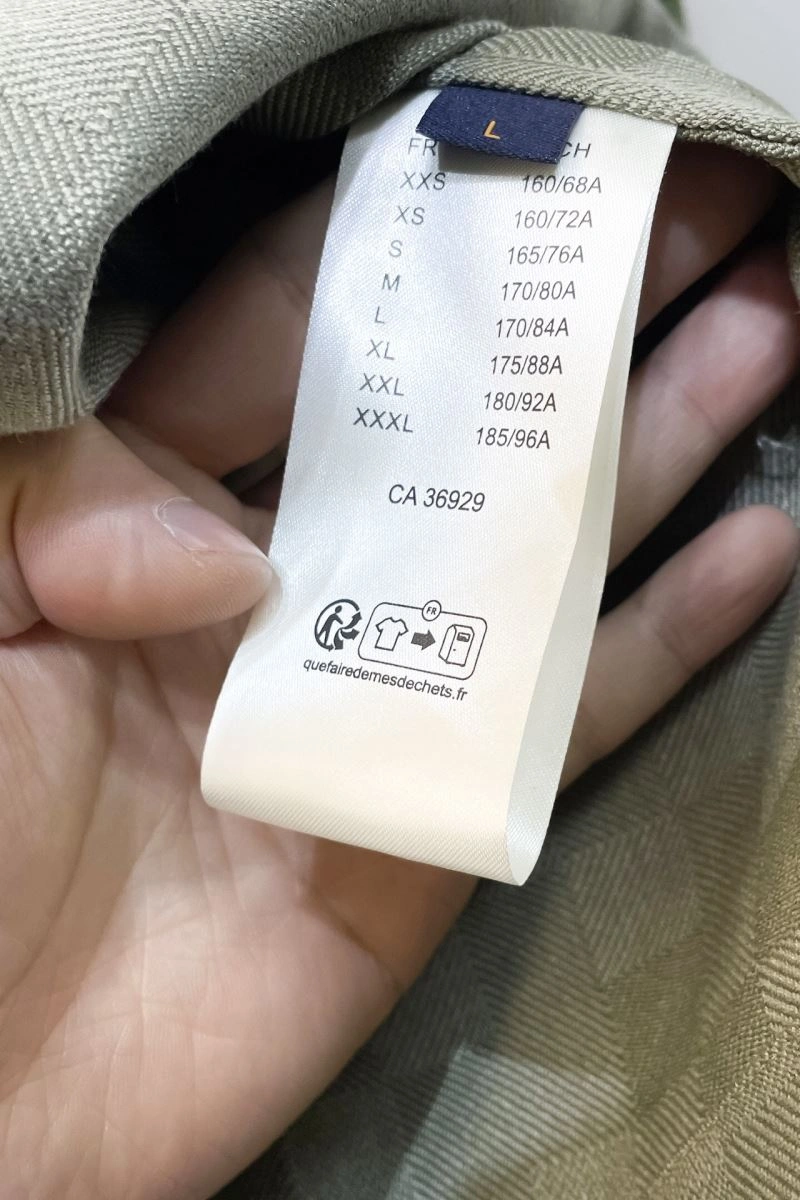 L
FR CH
XXS 160/68A
XS 160/72A
S 165/76A
M 170/80A
L 170/84A
XL 175/88A
XXL 180/92A
XXXL 185/96A
CA 36929
FR
quefairedemesdechets.fr